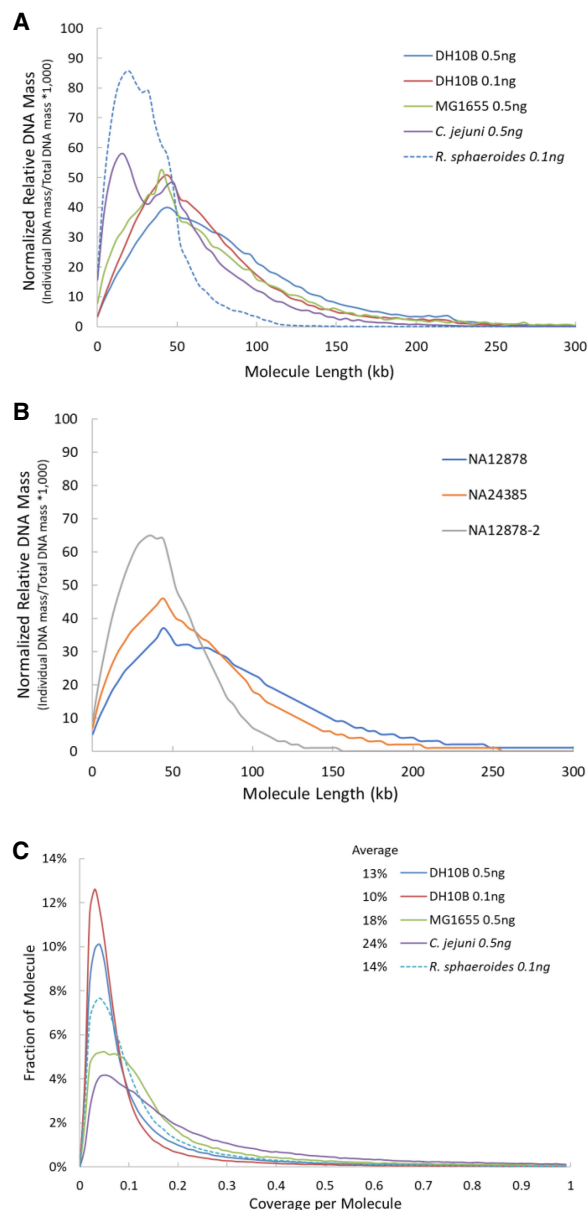 A
Normalized Relative DNA Mass
(Individual DNA mass/Total DNA mass *1,000)
100
90
80
70
60
50
40
30
20
10
0
DH10B 0.5ng
DH10B 0.1ng
MG1655 0.5ng
C. jejuni 0.5ng
R. sphaeroides 0.1ng
0 50 100 150 200 250 300
Molecule Length (kb)
B
Normalized Relative DNA Mass
(Individual DNA mass/Total DNA mass *1,000)
100
90
80
70
60
50
40
30
20
10
0
NA12878
NA24385
NA12878-2
0 50 100 150 200 250 300
Molecule Length (kb)
C
Fraction of Molecule
14%
12%
10%
8%
6%
4%
2%
0%
Average
13% DH10B 0.5ng
10% DH10B 0.1ng
18% MG1655 0.5ng
24% C. jejuni 0.5ng
14% R. sphaeroides 0.1ng
0 0.1 0.2 0.3 0.4 0.5 0.6 0.7 0.8 0.9 1
Coverage per Molecule